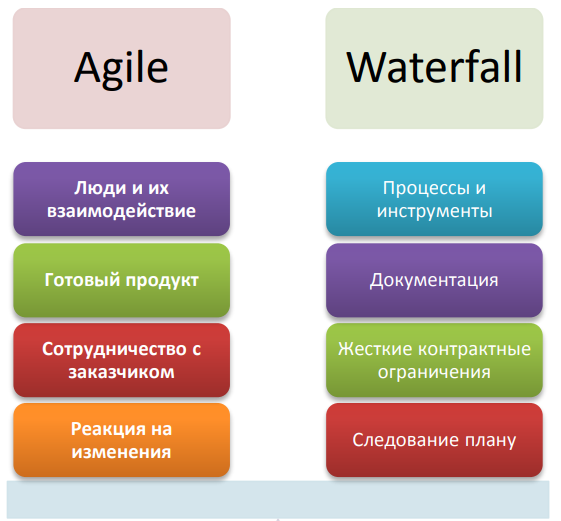 Agile
Waterfall
Люди и их
взаимодействие
Процессы и
инструменты
Готовый продукт
Документация
Сотрудничество с
заказчиком
Жесткие контрактные
ограничения
Реакция на
изменения
Следование плану